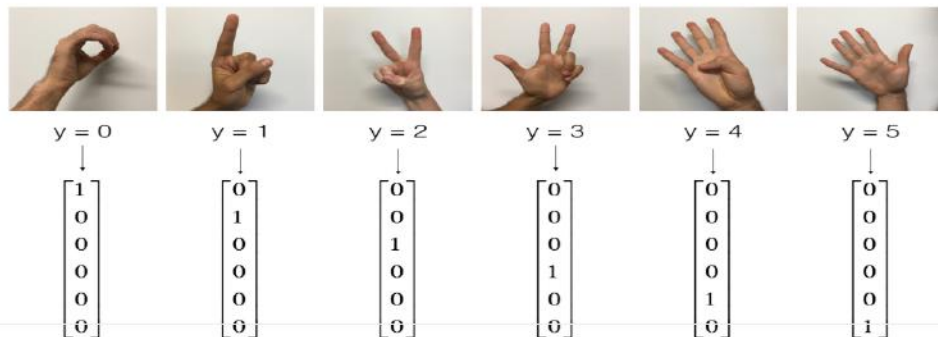 y = 0 y = 1 y = 2 y = 3 y = 4 y = 5
1 0 0 0 0 0
0 1 0 0 0 0
0 0 1 0 0 0
0 0 0 1 0 0
0 0 0 0 1 0
0 0 0 0 0 1